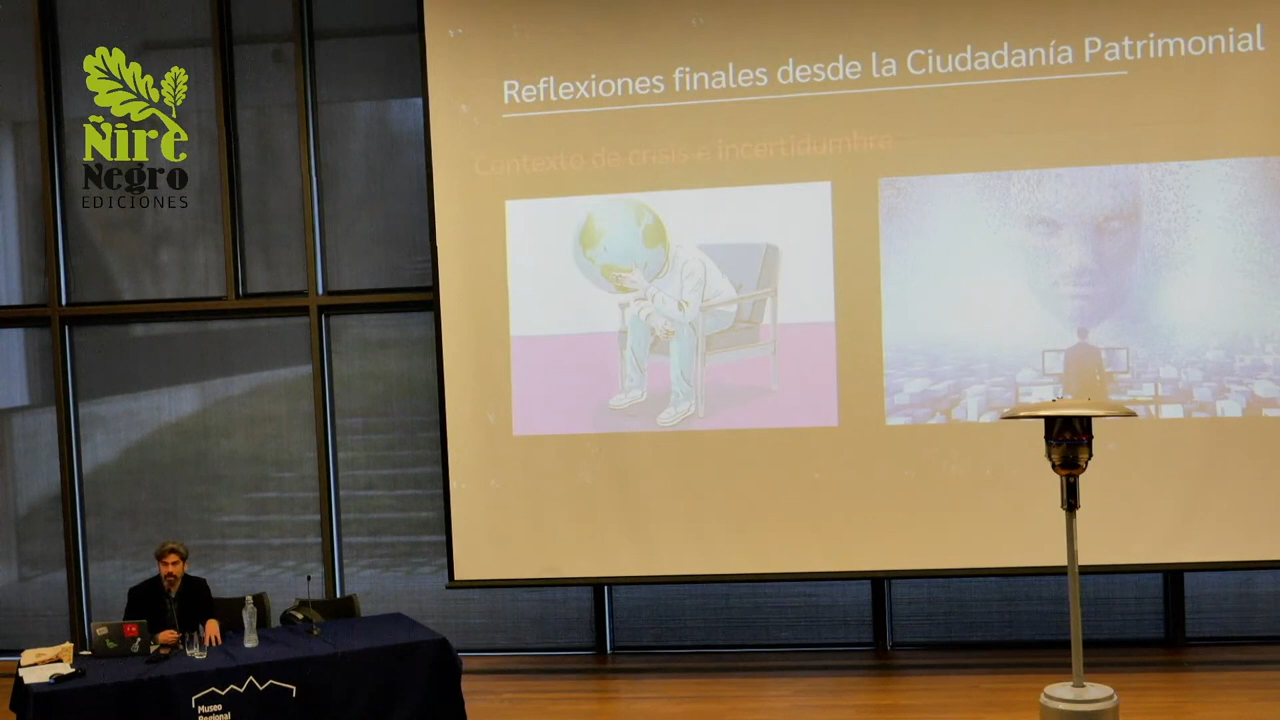 Ñire
Negro
EDICIONES
Reflexiones finales desde la Ciudadanía Patrimonial
Contexto de crisis e incertidumbre
Museo
Regional